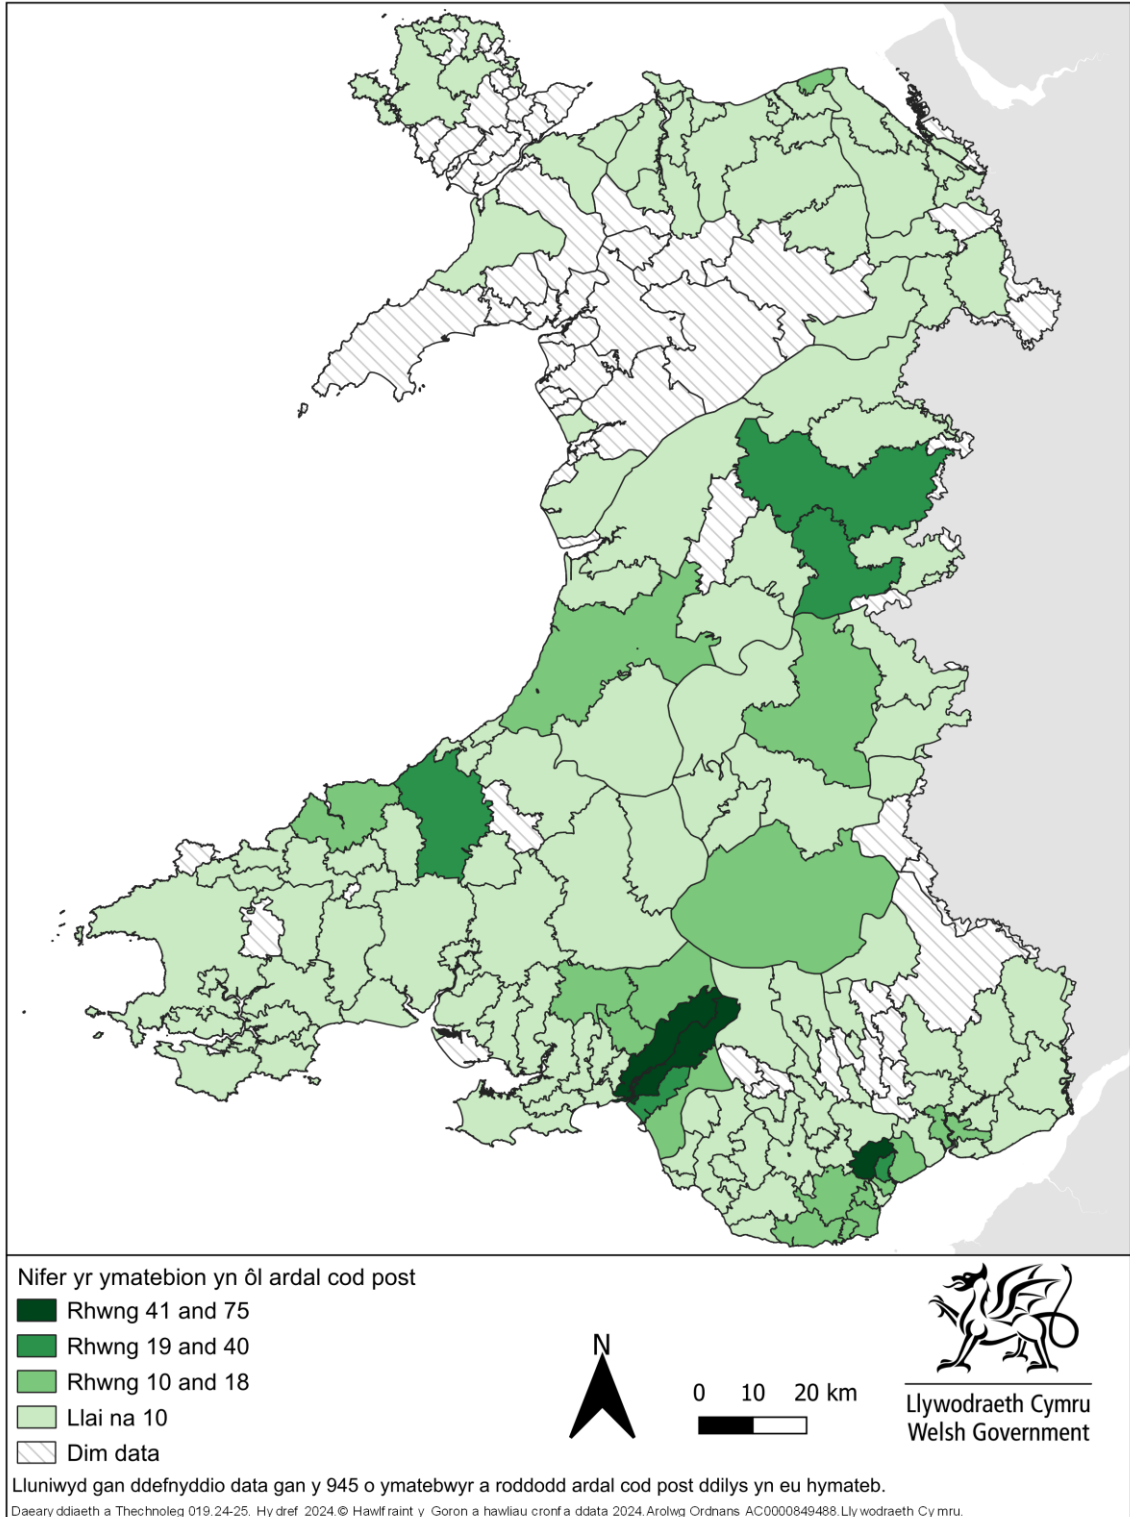 Nifer yr ymatebion yn ôl ardal cod post
Rhwng 41 and 75
Rhwng 19 and 40
Rhwng 10 and 18
Llai na 10
Dim data
N
0 10 20 km
Llywodraeth Cymru
Welsh Government
Lluniwyd gan ddefnyddio data gan y 945 o ymatebwyr a roddodd ardal cod post ddilys yn eu hymateb.
Daearyddiaeth a Thechnoleg 019.24-25. Hydref 2024.© Hawlfraint y Goron a hawliau cronfa ddata 2024.Arolwg Ordnans AC0000849488.Llywodraeth Cymru.